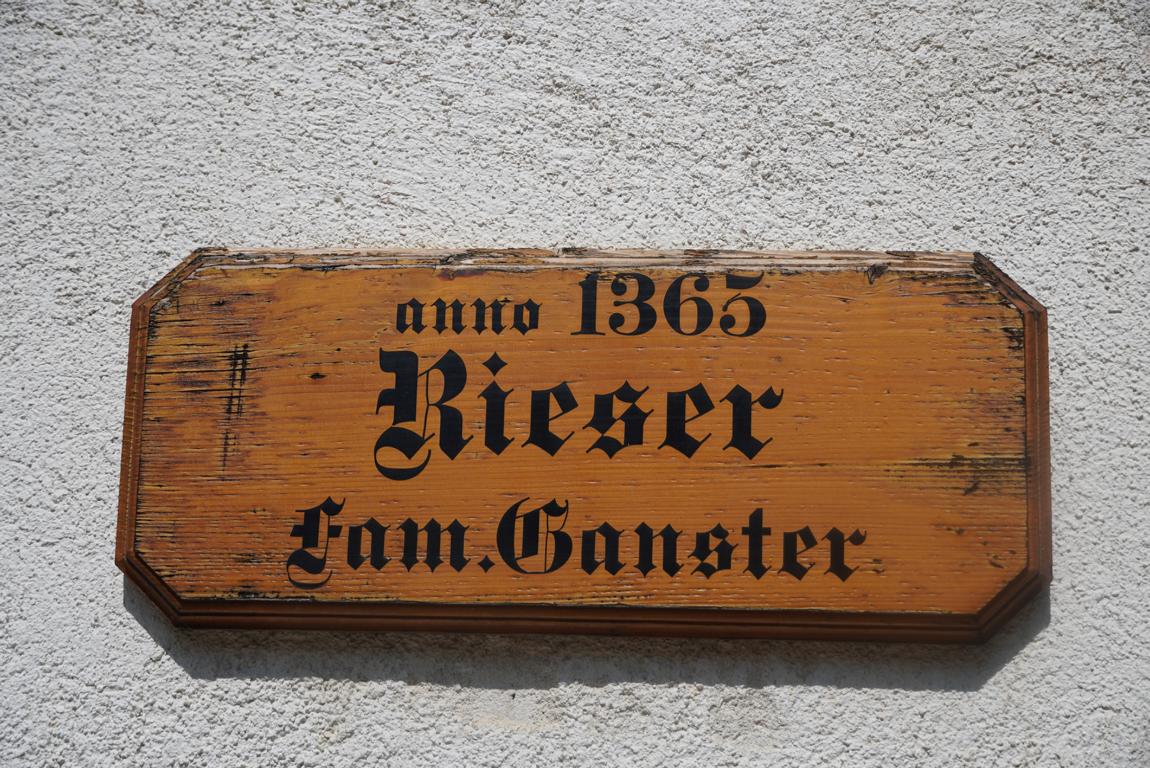 anno 1365
Rieser
Fam. Ganster